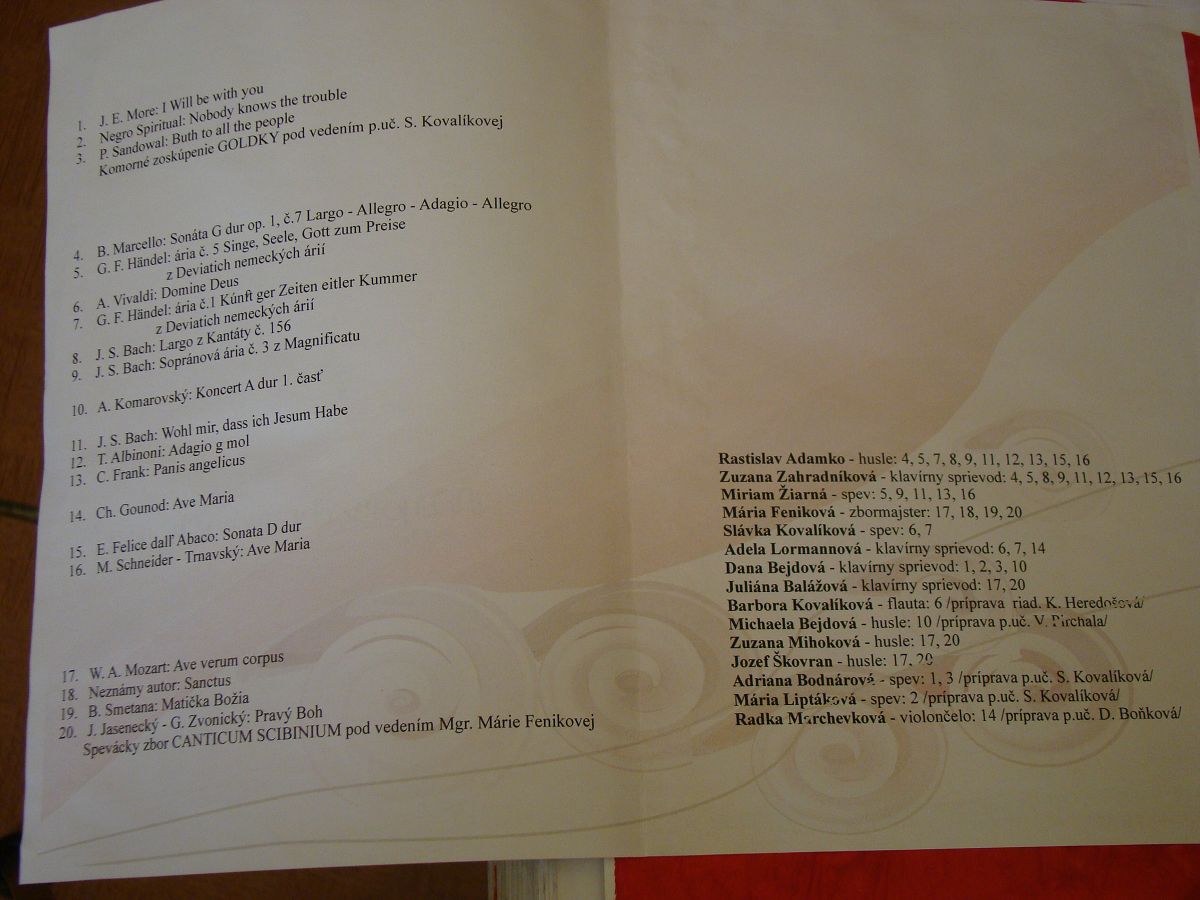 1. J. E. More: I Will be with you
2. Negro Spiritual: Nobody knows the trouble
3. P. Sandowal: Buth to all the people
Komorné zoskúpenie GOLDKY pod vedením p.uč. S. Kovalíkovej
4. B. Marcello: Sonáta G dur op. 1, č.7 Largo - Allegro - Adagio - Allegro
5. G. F. Händel: ária č. 5 Singe, Seele, Gott zum Preise
z Deviatich nemeckých árií
6. A. Vivaldi: Domine Deus
7. G. F. Händel: ária č.1 Kúnft ger Zeiten eitler Kummer
z Deviatich nemeckých árií
8. J. S. Bach: Largo z Kantáty č. 156
9. J. S. Bach: Sopránová ária č. 3 z Magnificatu
10. A. Komarovský: Koncert A dur 1. časť
11. J. S. Bach: Wohl mir, dass ich Jesum Habe
12. T. Albinoni: Adagio g mol
13. C. Frank: Panis angelicus
14. Ch. Gounod: Ave Maria
15. E. Felice dalľ Abaco: Sonata D dur
16. M. Schneider - Trnavský: Ave Maria
17. W. A. Mozart: Ave verum corpus
18. Neznámy autor: Sanctus
19. B. Smetana: Matička Božia
20. J. Jasenecký - G. Zvonický: Pravý Boh
Spevácky zbor CANTICUM SCIBINIUM pod vedením Mgr. Márie Fenikovej
Rastislav Adamko - husle: 4, 5, 7, 8, 9, 11, 12, 13, 15, 16
Zuzana Zahradníková - klavírny sprievod: 4, 5, 8, 9, 11, 12, 13, 15, 16
Miriam Žiarná - spev: 5, 9, 11, 13, 16
Mária Feniková - zbormajster: 17, 18, 19, 20
Slávka Kovalíková - spev: 6, 7
Adela Lormannová - klavírny sprievod: 6, 7, 14
Dana Bejdová - klavírny sprievod: 1, 2, 3, 10
Juliána Balážová - klavírny sprievod: 17, 20
Barbora Kovalíková - flauta: 6 /príprava riad. K. Heredošová/
Michaela Bejdová - husle: 10 /príprava p.uč. V. Pirchala/
Zuzana Mihoková - husle: 17, 20
Jozef Škovran - husle: 17, 20
Adriana Bodnárová - spev: 1, 3 /príprava p.uč. S. Kovalíková/
Mária Liptáková - spev: 2 /príprava p.uč. S. Kovalíková/
Radka Marchevková - violončelo: 14 /príprava p.uč. D. Boňková/